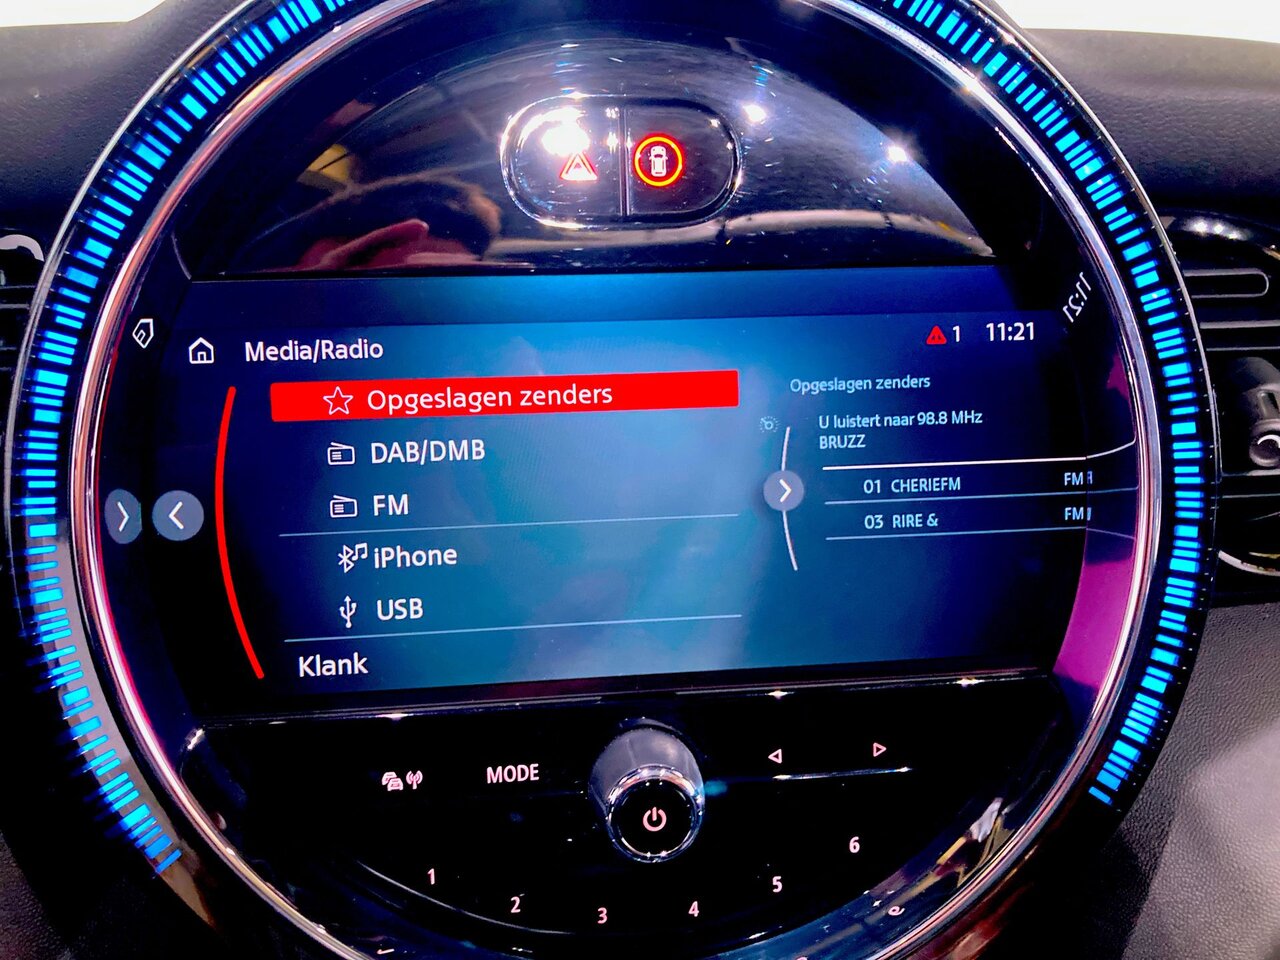 Media/Radio
1 11:21
Opgeslagen zenders
DAB/DMB
FM
iPhone
USB
Klank
Opgeslagen zenders
U luistert naar 98.8 MHz
BRUZZ
01 CHERIEFM FM
03 RIRE & FM
MODE
1
2
3
4
5
6